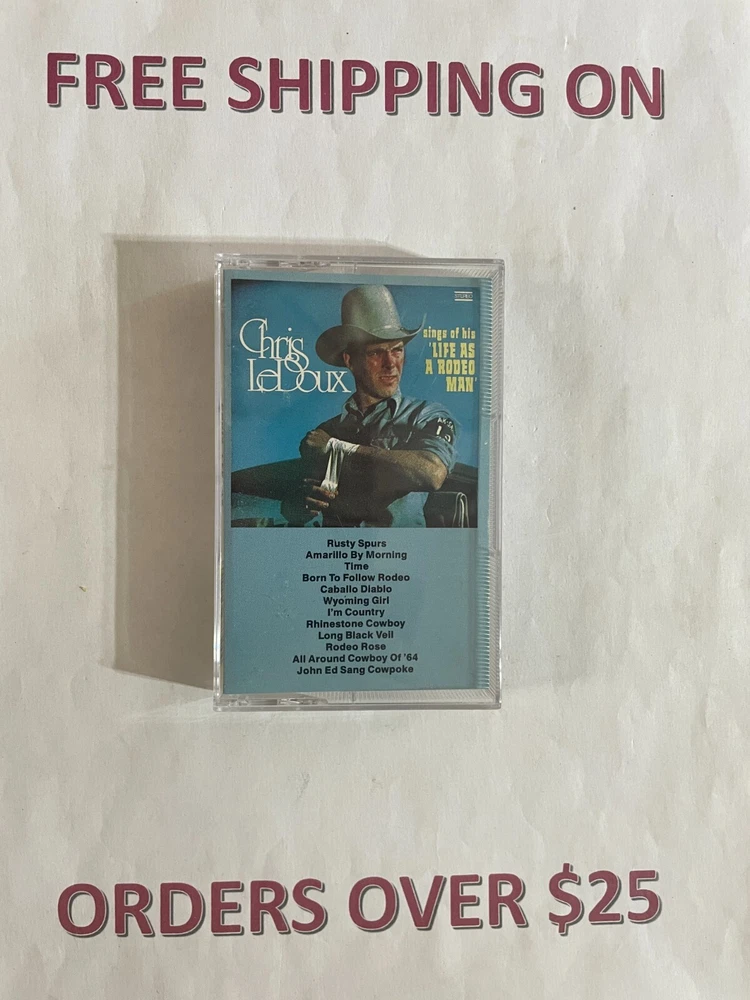 FREE SHIPPING ON
STEREO
Chris
LeDoux
sings of his
'LIFE AS
A RODEO
MAN'
Rusty Spurs
Amarillo By Morning
Time
Born To Follow Rodeo
Caballo Diablo
Wyoming Girl
I'm Country
Rhinestone Cowboy
Long Black Veil
Rodeo Rose
All Around Cowboy Of '64
John Ed Sang Cowpoke
ORDERS OVER $25